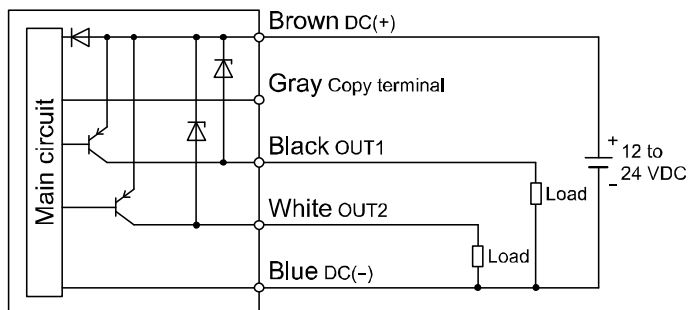 Main circuit
Brown DC(+)
Gray Copy terminal
Black OUT1
White OUT2
Blue DC(−)
Load
Load
+
12 to
24 VDC
-